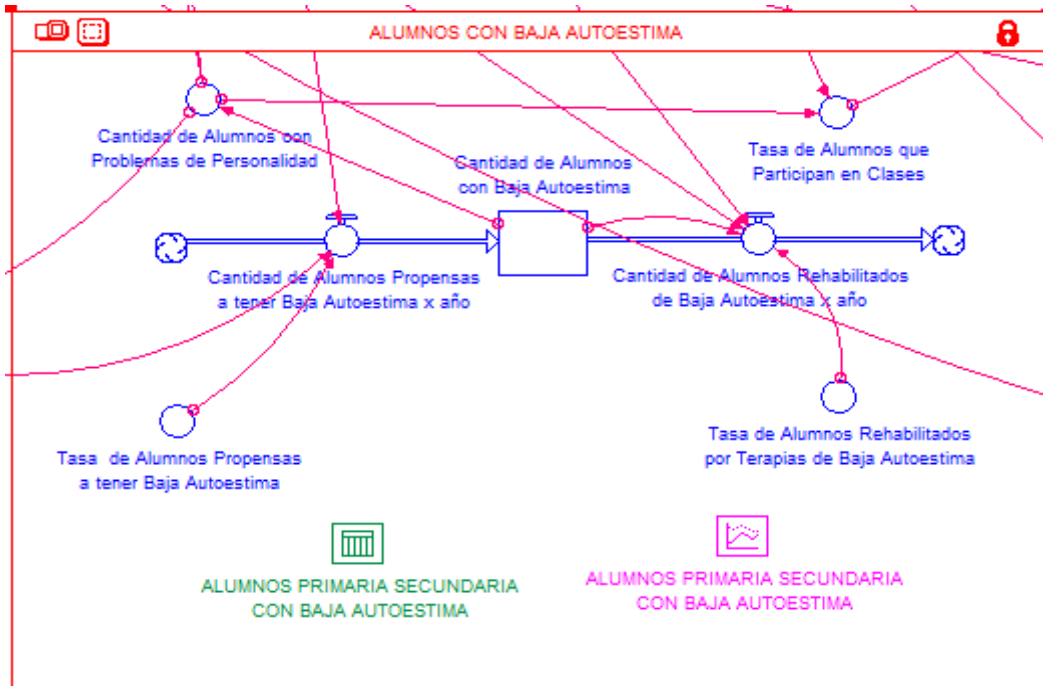 ALUMNOS CON BAJA AUTOESTIMA
Cantidad de Alumnos con
Problemas de Personalidad
Cantidad de Alumnos
con Baja Autoestima
Tasa de Alumnos que
Participan en Clases
Cantidad de Alumnos Propensas
a tener Baja Autoestima x año
Cantidad de Alumnos Rehabilitados
de Baja Autoestima x año
Tasa de Alumnos Propensas
a tener Baja Autoestima
Tasa de Alumnos Rehabilitados
por Terapias de Baja Autoestima
ALUMNOS PRIMARIA SECUNDARIA
CON BAJA AUTOESTIMA
ALUMNOS PRIMARIA SECUNDARIA
CON BAJA AUTOESTIMA